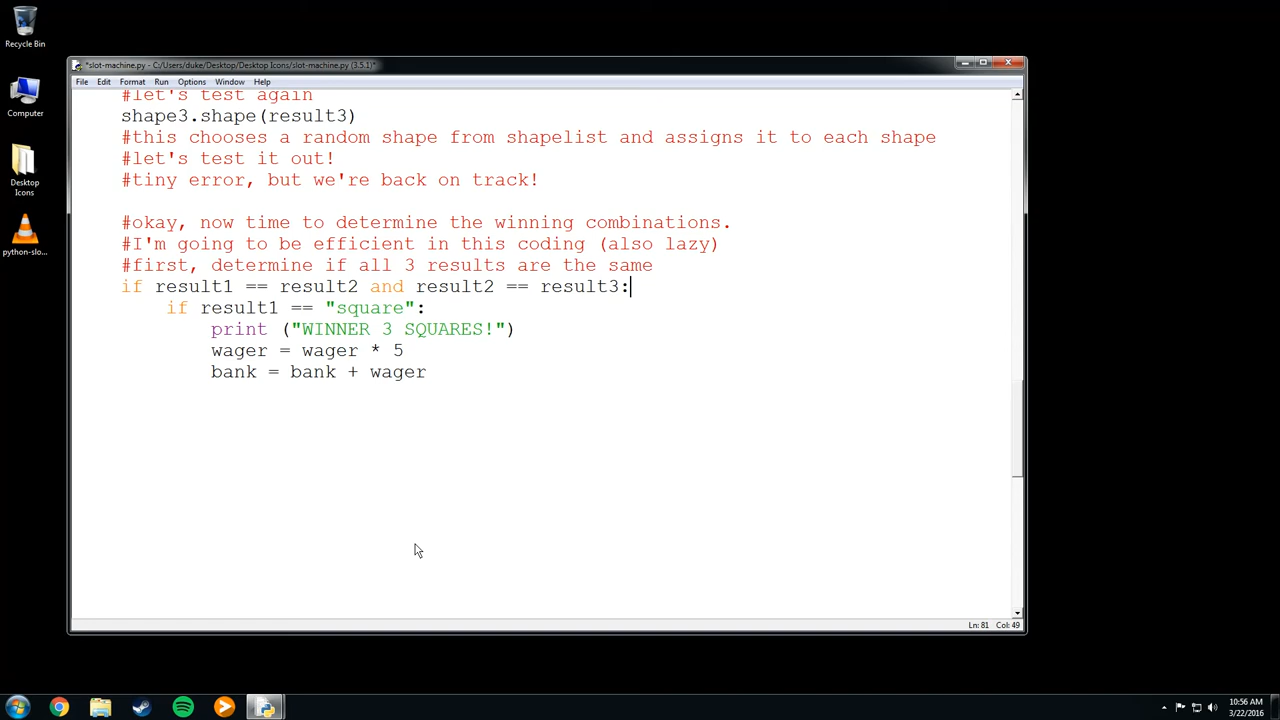 Recycle Bin
Computer
Desktop
Icons
python-slo...
*slot-machine.py - C:/Users/duke/Desktop/Desktop Icons/slot-machine.py (3.5.1)*
File Edit Format Run Options Window Help
#let's test again
shape3.shape(result3)
#this chooses a random shape from shapelist and assigns it to each shape
#let's test it out!
#tiny error, but we're back on track!
#okay, now time to determine the winning combinations.
#I'm going to be efficient in this coding (also lazy)
#first, determine if all 3 results are the same
if result1 == result2 and result2 == result3:
if result1 == "square":
print ("WINNER 3 SQUARES!")
wager = wager * 5
bank = bank + wager
Ln: 81 Col: 49
10:56 AM
3/22/2016